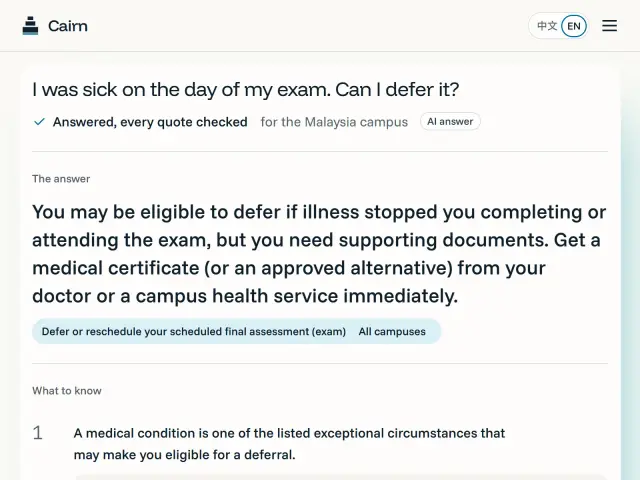 Cairn
中文 EN
I was sick on the day of my exam. Can I defer it?
Answered, every quote checked for the Malaysia campus AI answer
The answer
You may be eligible to defer if illness stopped you completing or
attending the exam, but you need supporting documents. Get a
medical certificate (or an approved alternative) from your
doctor or a campus health service immediately.
Defer or reschedule your scheduled final assessment (exam) All campuses
What to know
1 A medical condition is one of the listed exceptional circumstances that
may make you eligible for a deferral.